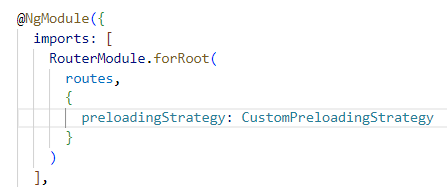 @NgModule({
  imports: [
    RouterModule.forRoot(
      routes,
      {
        preloadingStrategy: CustomPreloadingStrategy
      }
    )
  ],